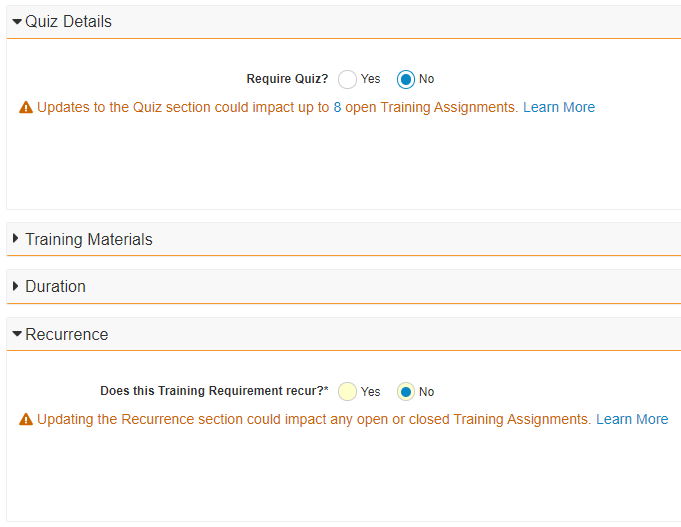 Quiz Details
Require Quiz? Yes No
Updates to the Quiz section could impact up to 8 open Training Assignments. Learn More
Training Materials
Duration
Recurrence
Does this Training Requirement recur?* Yes No
Updating the Recurrence section could impact any open or closed Training Assignments. Learn More